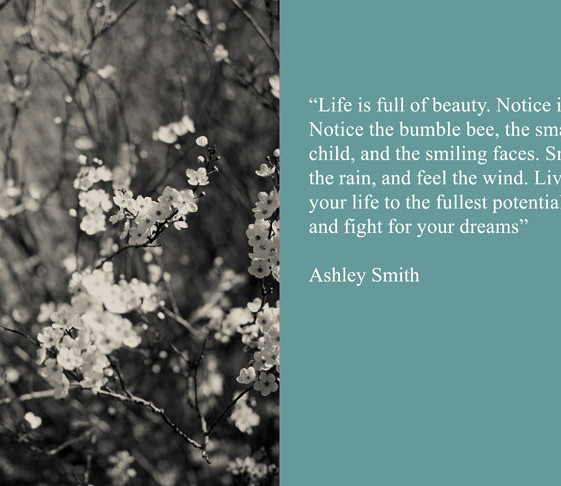 “Life is full of beauty. Notice
Notice the bumble bee, the
child, and the smiling faces.
the rain, and feel the wind.
your life to the fullest
and fight for your dreams”
Ashley Smith